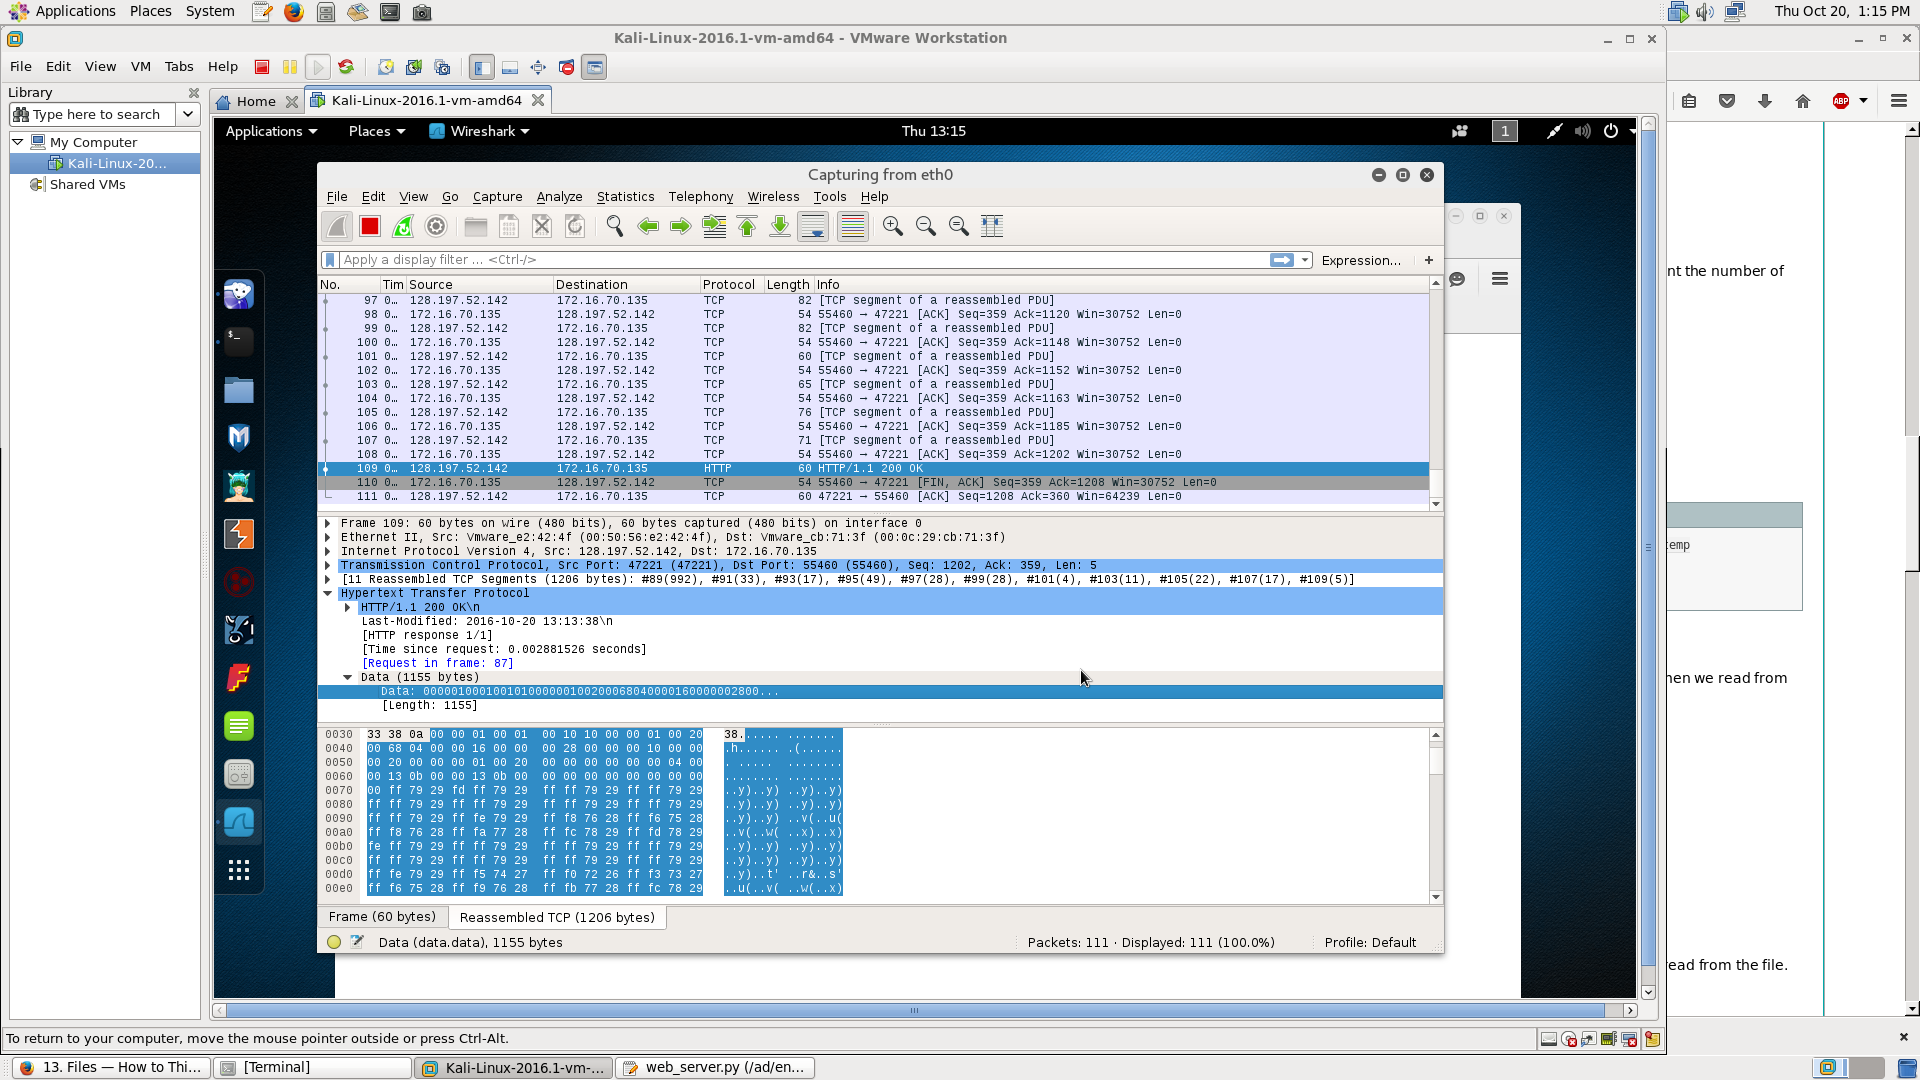 Applications Places System Thu Oct 20, 1:15 PM
Kali-Linux-2016.1-vm-amd64 - VMware Workstation
File Edit View VM Tabs Help
Library
Home Kali-Linux-2016.1-vm-amd64
Type here to search
My Computer
Kali-Linux-20...
Shared VMs
Applications Places Wireshark Thu 13:15 1
Capturing from eth0
File Edit View Go Capture Analyze Statistics Telephony Wireless Tools Help
Apply a display filter ... <Ctrl-/> Expression... +
No. Tim Source Destination Protocol Length Info
97 0… 128.197.52.142 172.16.70.135 TCP 82 [TCP segment of a reassembled PDU]
98 0… 172.16.70.135 128.197.52.142 TCP 54 55460 → 47221 [ACK] Seq=359 Ack=1120 Win=30752 Len=0
99 0… 128.197.52.142 172.16.70.135 TCP 82 [TCP segment of a reassembled PDU]
100 0… 172.16.70.135 128.197.52.142 TCP 54 55460 → 47221 [ACK] Seq=359 Ack=1148 Win=30752 Len=0
101 0… 128.197.52.142 172.16.70.135 TCP 60 [TCP segment of a reassembled PDU]
102 0… 172.16.70.135 128.197.52.142 TCP 54 55460 → 47221 [ACK] Seq=359 Ack=1152 Win=30752 Len=0
103 0… 128.197.52.142 172.16.70.135 TCP 65 [TCP segment of a reassembled PDU]
104 0… 172.16.70.135 128.197.52.142 TCP 54 55460 → 47221 [ACK] Seq=359 Ack=1163 Win=30752 Len=0
105 0… 128.197.52.142 172.16.70.135 TCP 76 [TCP segment of a reassembled PDU]
106 0… 172.16.70.135 128.197.52.142 TCP 54 55460 → 47221 [ACK] Seq=359 Ack=1185 Win=30752 Len=0
107 0… 128.197.52.142 172.16.70.135 TCP 71 [TCP segment of a reassembled PDU]
108 0… 172.16.70.135 128.197.52.142 TCP 54 55460 → 47221 [ACK] Seq=359 Ack=1202 Win=30752 Len=0
109 0… 128.197.52.142 172.16.70.135 HTTP 60 HTTP/1.1 200 OK
110 0… 172.16.70.135 128.197.52.142 TCP 54 55460 → 47221 [FIN, ACK] Seq=359 Ack=1208 Win=30752 Len=0
111 0… 128.197.52.142 172.16.70.135 TCP 60 47221 → 55460 [ACK] Seq=1208 Ack=360 Win=64239 Len=0
Frame 109: 60 bytes on wire (480 bits), 60 bytes captured (480 bits) on interface 0
Ethernet II, Src: Vmware_e2:42:4f (00:50:56:e2:42:4f), Dst: Vmware_cb:71:3f (00:0c:29:cb:71:3f)
Internet Protocol Version 4, Src: 128.197.52.142, Dst: 172.16.70.135
Transmission Control Protocol, Src Port: 47221 (47221), Dst Port: 55460 (55460), Seq: 1202, Ack: 359, Len: 5
[11 Reassembled TCP Segments (1206 bytes): #89(992), #91(33), #93(17), #95(49), #97(28), #99(28), #101(4), #103(11), #105(22), #107(17), #109(5)]
Hypertext Transfer Protocol
HTTP/1.1 200 OK\n
Last-Modified: 2016-10-20 13:13:38\n
[HTTP response 1/1]
[Time since request: 0.002881526 seconds]
[Request in frame: 87]
Data (1155 bytes)
Data: 000001000100101000000100200068040000160000002800...
[Length: 1155]
0030 33 38 0a 00 00 01 00 01 00 10 10 00 00 01 00 20 38..... .......
0040 00 68 04 00 00 16 00 00 00 28 00 00 00 10 00 00 .h...... .(......
0050 00 20 00 00 00 01 00 20 00 00 00 00 00 00 04 00 . ..... ........
0060 00 13 0b 00 00 13 0b 00 00 00 00 00 00 00 00 00 ........ ........
0070 00 ff 79 29 fd ff 79 29 ff ff 79 29 ff ff 79 29 ..y)..y) ..y)..y)
0080 ff ff 79 29 ff ff 79 29 ff ff 79 29 ff ff 79 29 ..y)..y) ..y)..y)
0090 ff ff 79 29 ff fe 79 29 ff f8 76 28 ff f6 75 28 ..y)..y) ..v(..u(
00a0 ff f8 76 28 ff fa 77 28 ff fc 78 29 ff fd 78 29 ..v(..w( ..x)..x)
00b0 fe ff 79 29 ff ff 79 29 ff ff 79 29 ff ff 79 29 ..y)..y) ..y)..y)
00c0 ff ff 79 29 ff ff 79 29 ff ff 79 29 ff ff 79 29 ..y)..y) ..y)..y)
00d0 ff fe 79 29 ff f5 74 27 ff f0 72 26 ff f3 73 27 ..y)..t' ..r&..s'
00e0 ff f6 75 28 ff f9 76 28 ff fb 77 28 ff fc 78 29 ..u(..v( ..w(..x)
Frame (60 bytes) Reassembled TCP (1206 bytes)
Data (data.data), 1155 bytes Packets: 111 · Displayed: 111 (100.0%) Profile: Default
ABP
nt the number of
temp
hen we read from
read from the file.
To return to your computer, move the mouse pointer outside or press Ctrl-Alt.
13. Files — How to Thi... [Terminal] Kali-Linux-2016.1-vm-... web_server.py (/ad/en...